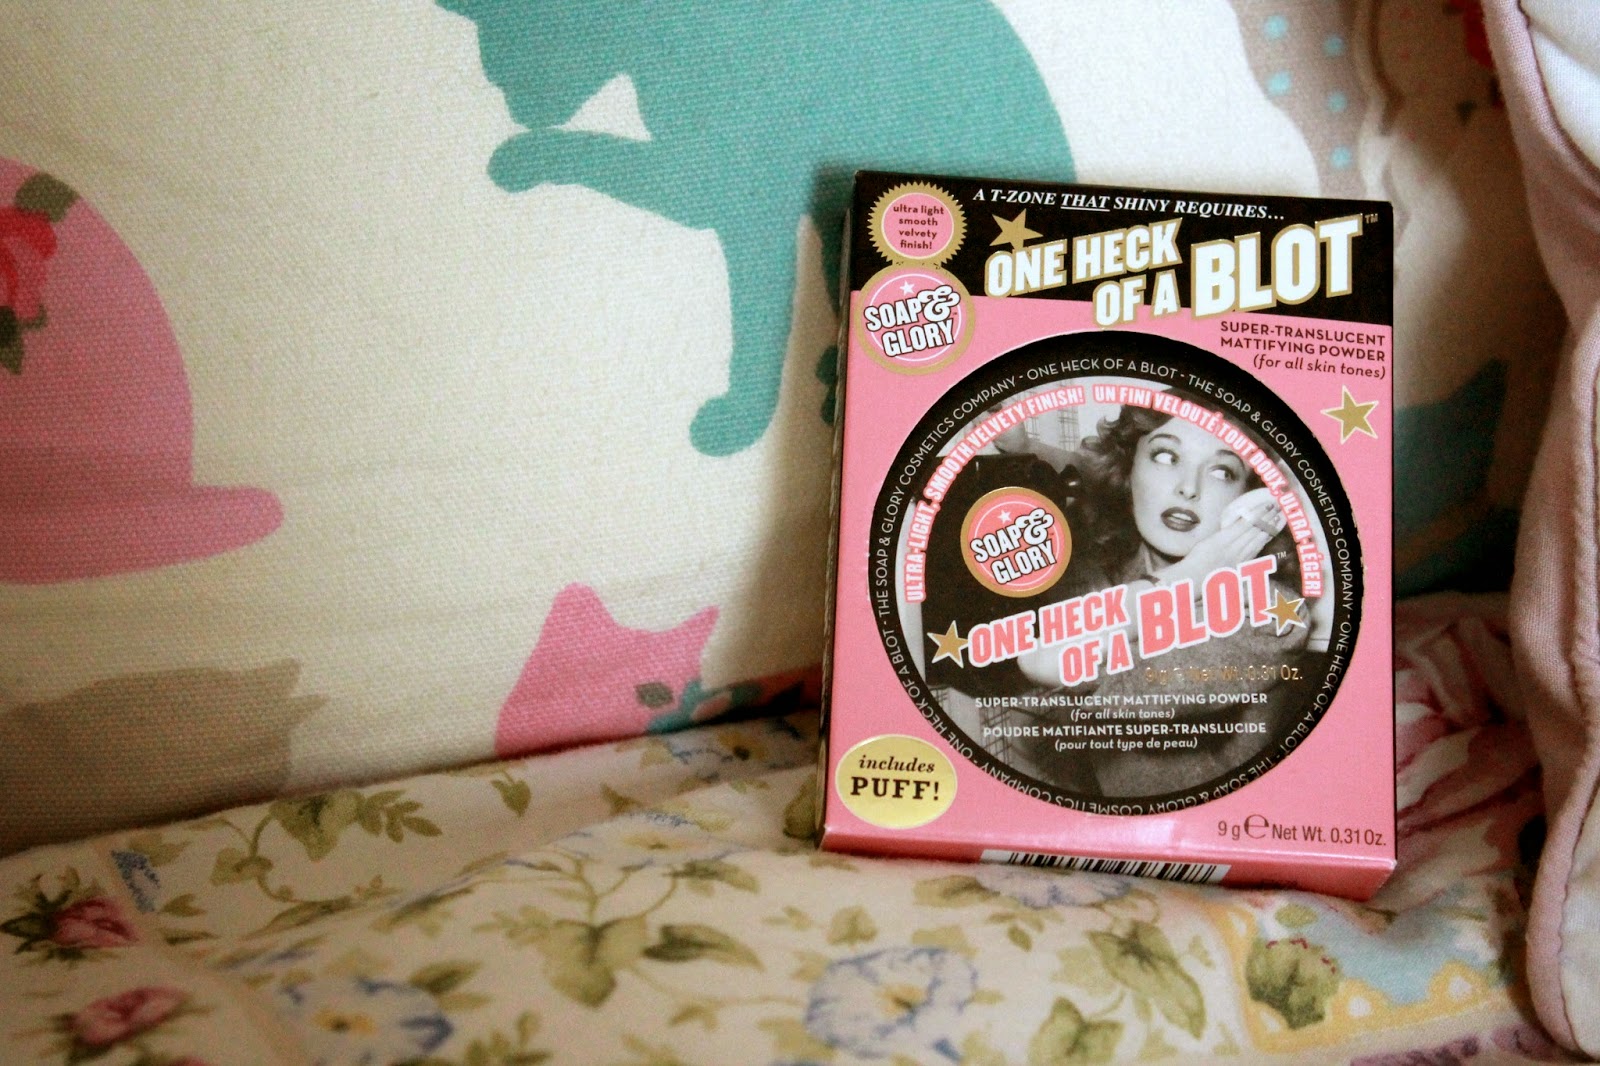 A T-ZONE THAT SHINY REQUIRES...
ultra light
smooth
velvety
finish!
ONE HECK
OF A BLOT™
SOAP&
GLORY
SUPER-TRANSLUCENT
MATTIFYING POWDER
(for all skin tones)
THE SOAP & GLORY COSMETICS COMPANY - ONE HECK OF A BLOT - THE SOAP & GLORY COSMETICS COMPANY - ONE HECK OF A BLOT - THE SOAP & GLORY COSMETICS COMPANY - ONE HECK OF A BLOT -
ULTRA-LIGHT, SMOOTH VELVETY FINISH! UN FINI VELOUTÉ TOUT DOUX, ULTRA-LÉGER!
SOAP&
GLORY
ONE HECK
OF A BLOT™
9 g e Net Wt. 0.31 Oz.
SUPER-TRANSLUCENT MATTIFYING POWDER
(for all skin tones)
POUDRE MATIFIANTE SUPER-TRANSLUCIDE
(pour tout type de peau)
includes
PUFF!
9 g e Net Wt. 0.31 Oz.